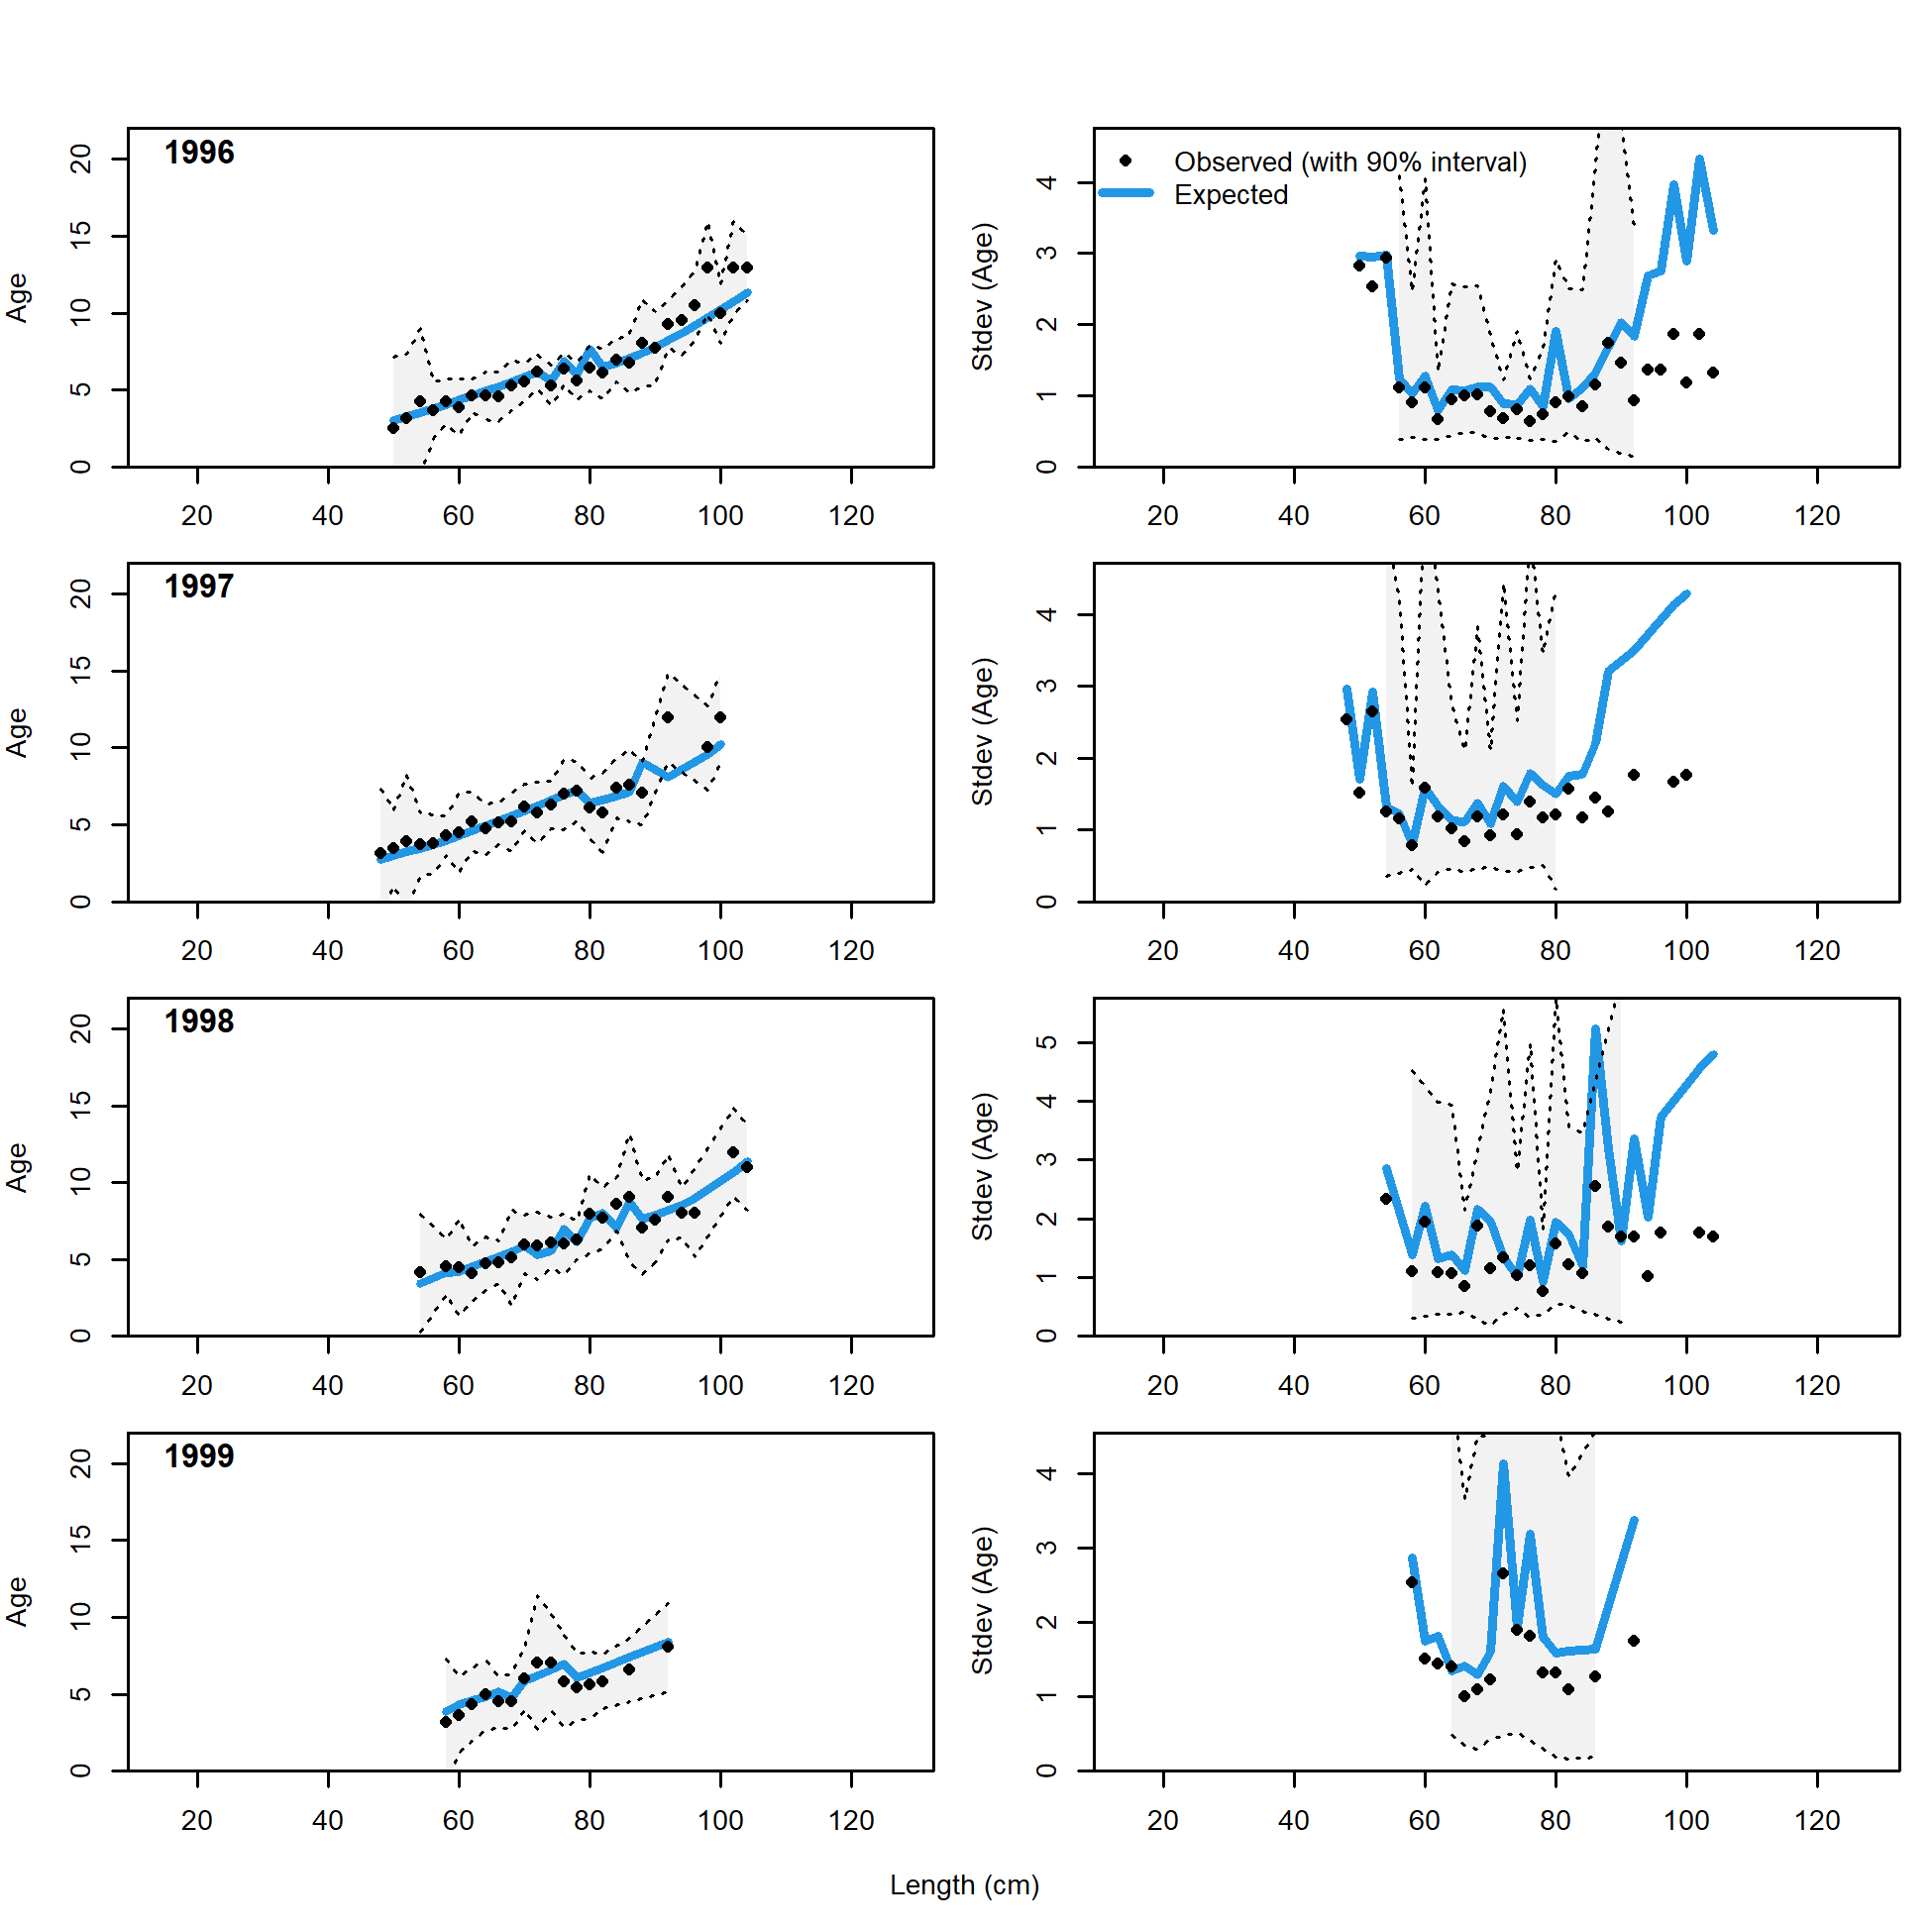 1996
Age
0 5 10 15 20
20 40 60 80 100 120
Observed (with 90% interval)
Expected
Stdev (Age)
0 1 2 3 4
20 40 60 80 100 120
1997
Age
0 5 10 15 20
20 40 60 80 100 120
Stdev (Age)
0 1 2 3 4
20 40 60 80 100 120
1998
Age
0 5 10 15 20
20 40 60 80 100 120
Stdev (Age)
0 1 2 3 4 5
20 40 60 80 100 120
1999
Age
0 5 10 15 20
20 40 60 80 100 120
Stdev (Age)
0 1 2 3 4
20 40 60 80 100 120
Length (cm)